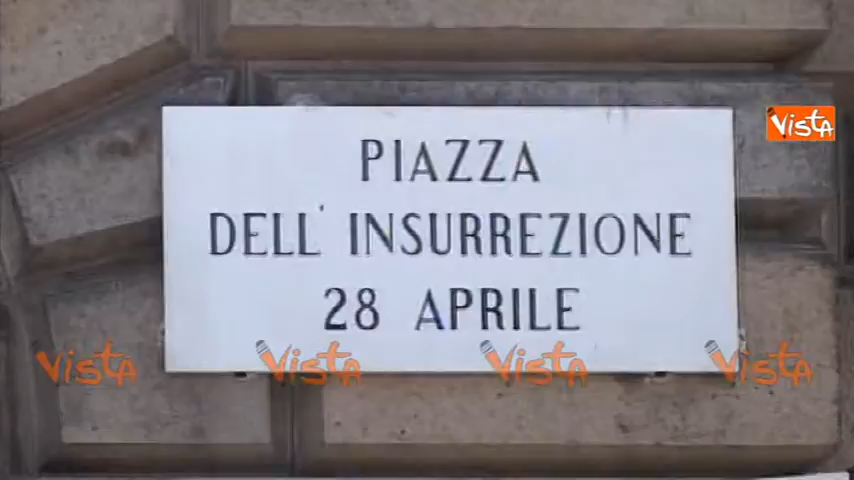 PIAZZA
DELL' INSURREZIONE
28 APRILE
VISTA
VISTA VISTA VISTA VISTA